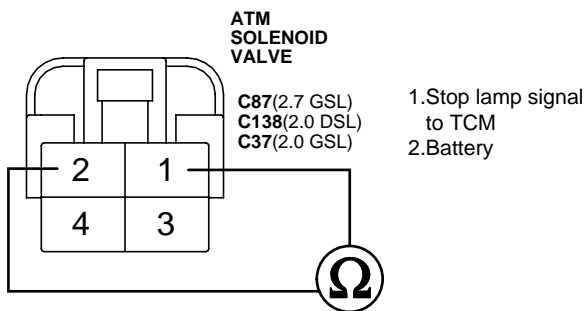 ATM
SOLENOID
VALVE
C87(2.7 GSL)
C138(2.0 DSL)
C37(2.0 GSL)
1.Stop lamp signal
to TCM
2.Battery
2 1
4 3
Ω